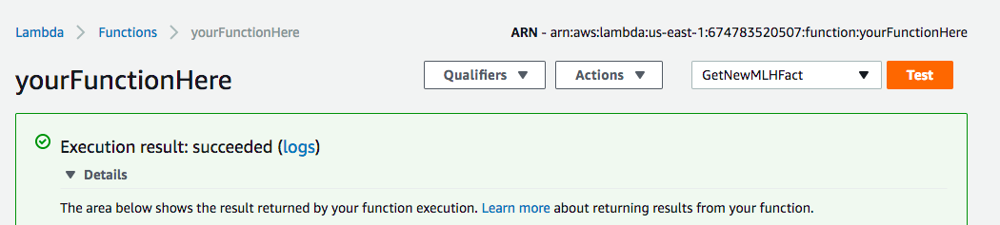 Lambda > Functions > yourFunctionHere ARN - arn:aws:lambda:us-east-1:674783520507:function:yourFunctionHere
yourFunctionHere Qualifiers Actions GetNewMLHFact Test
Execution result: succeeded (logs)
Details
The area below shows the result returned by your function execution. Learn more about returning results from your function.